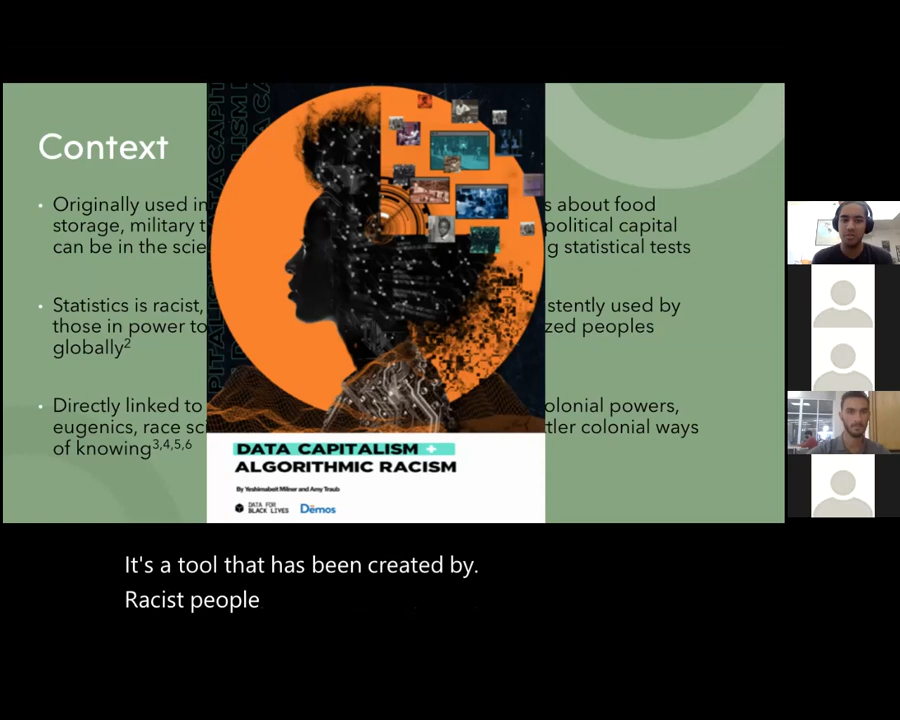 Context
• Originally used in
s about food
storage, military t
political capital
can be in the scie
g statistical tests
• Statistics is racist,
stently used by
those in power to
zed peoples
globally2
• Directly linked to
olonial powers,
eugenics, race sci
tler colonial ways
of knowing3,4,5,6
DATA CAPITALISM +
ALGORITHMIC RACISM
By Yeshimabeit Milner and Amy Traub
DATA FOR
BLACK LIVES
Dēmos
It's a tool that has been created by.
Racist people